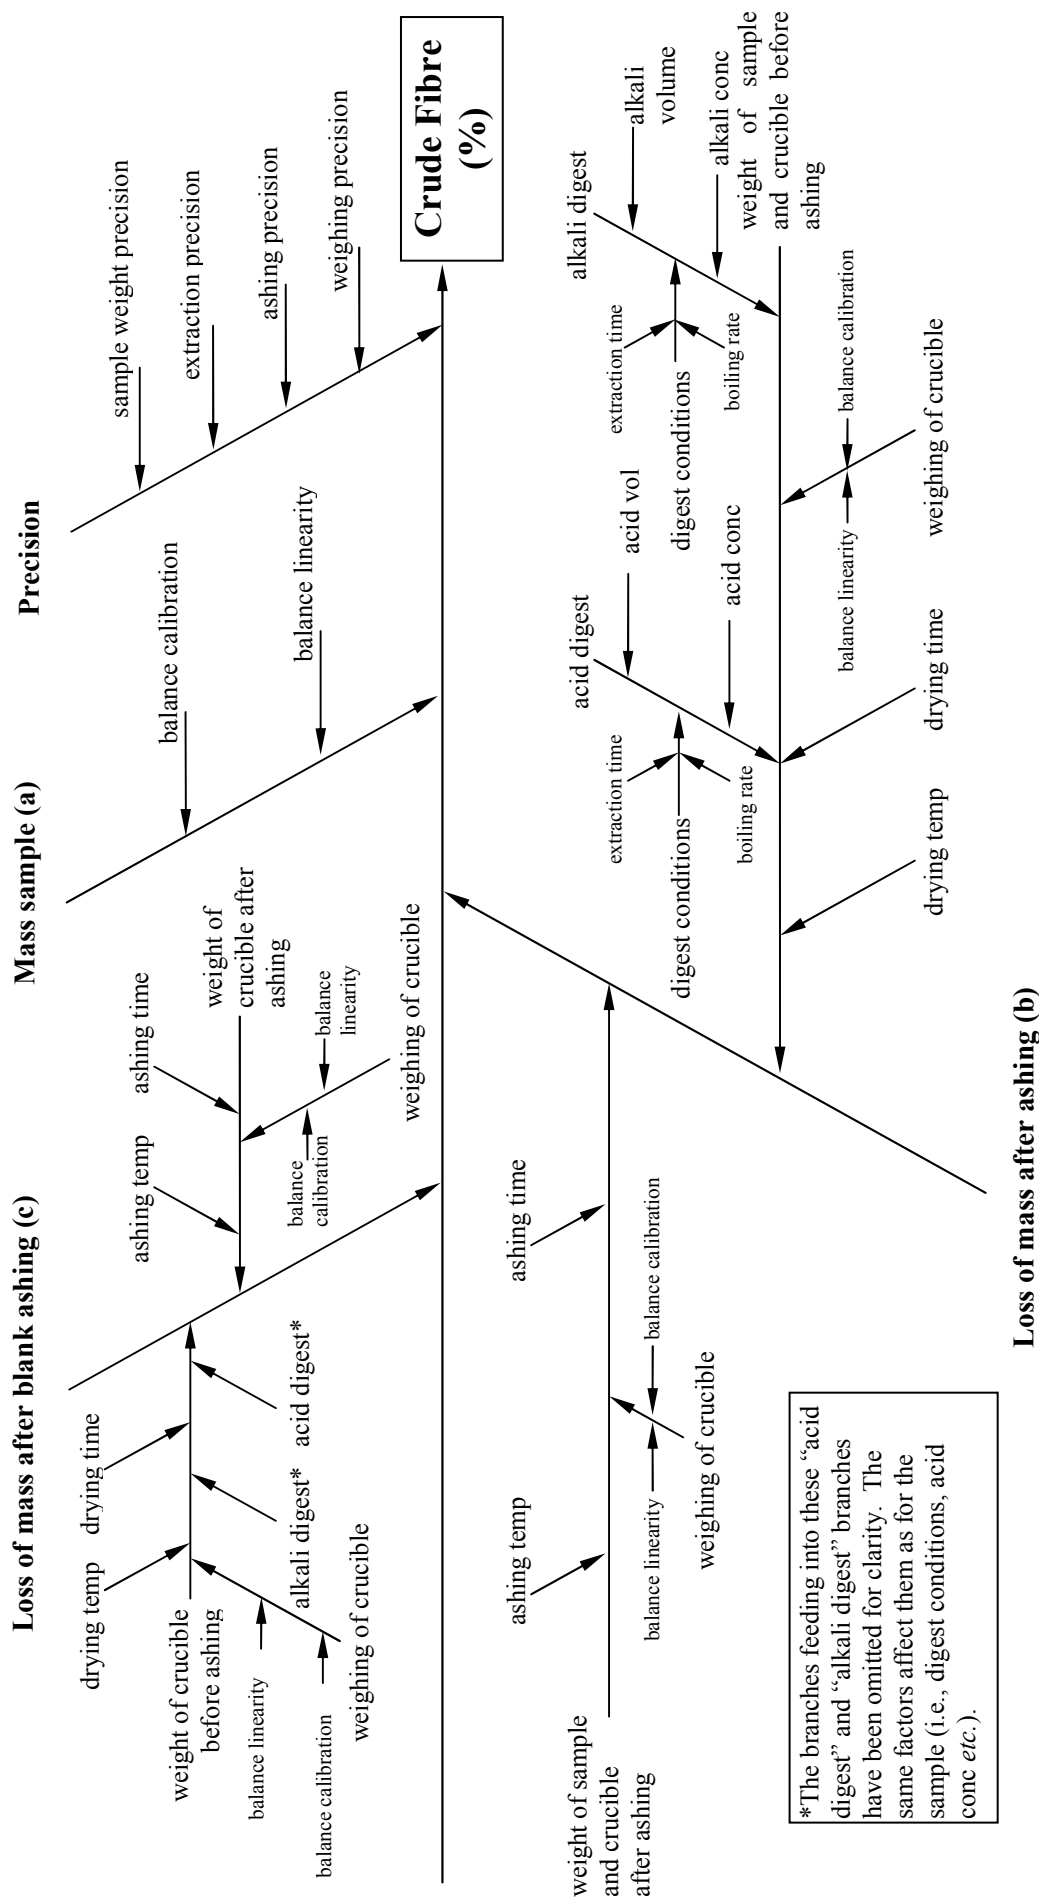 Loss of mass after blank ashing (c)
Mass sample (a)
Precision
drying temp
drying time
ashing temp
ashing time
weight of
crucible after
ashing
balance calibration
sample weight precision
weight of crucible
before ashing
extraction precision
balance linearity
alkali digest*
acid digest*
balance
calibration
balance
linearity
balance linearity
ashing precision
balance calibration
weighing of crucible
weighing of crucible
weighing precision
Crude Fibre
(%)
ashing temp
ashing time
acid digest
alkali digest
weight of sample
and crucible
after ashing
extraction time
acid vol
extraction time
alkali
volume
balance linearity
balance calibration
digest conditions
digest conditions
weighing of crucible
acid conc
alkali conc
boiling rate
boiling rate
weight of sample
and crucible before
ashing
balance linearity
balance calibration
drying temp
drying time
weighing of crucible
*The branches feeding into these “acid
digest” and “alkali digest” branches
have been omitted for clarity. The
same factors affect them as for the
sample (i.e., digest conditions, acid
conc etc.).
Loss of mass after ashing (b)